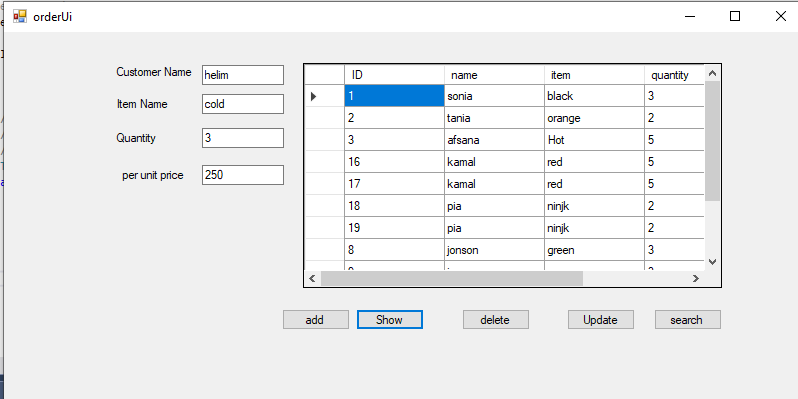 orderUi
Customer Name helim
Item Name cold
Quantity 3
per unit price 250
ID name item quantity
1 sonia black 3
2 tania orange 2
3 afsana Hot 5
16 kamal red 5
17 kamal red 5
18 pia ninjk 2
19 pia ninjk 2
8 jonson green 3
add Show delete Update search